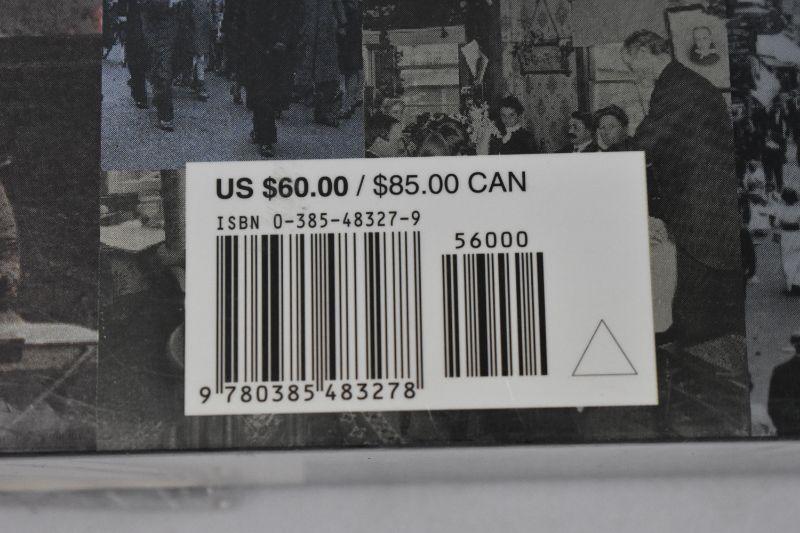 US $60.00 / $85.00 CAN
ISBN 0-385-48327-9
56000
9 780385 483278